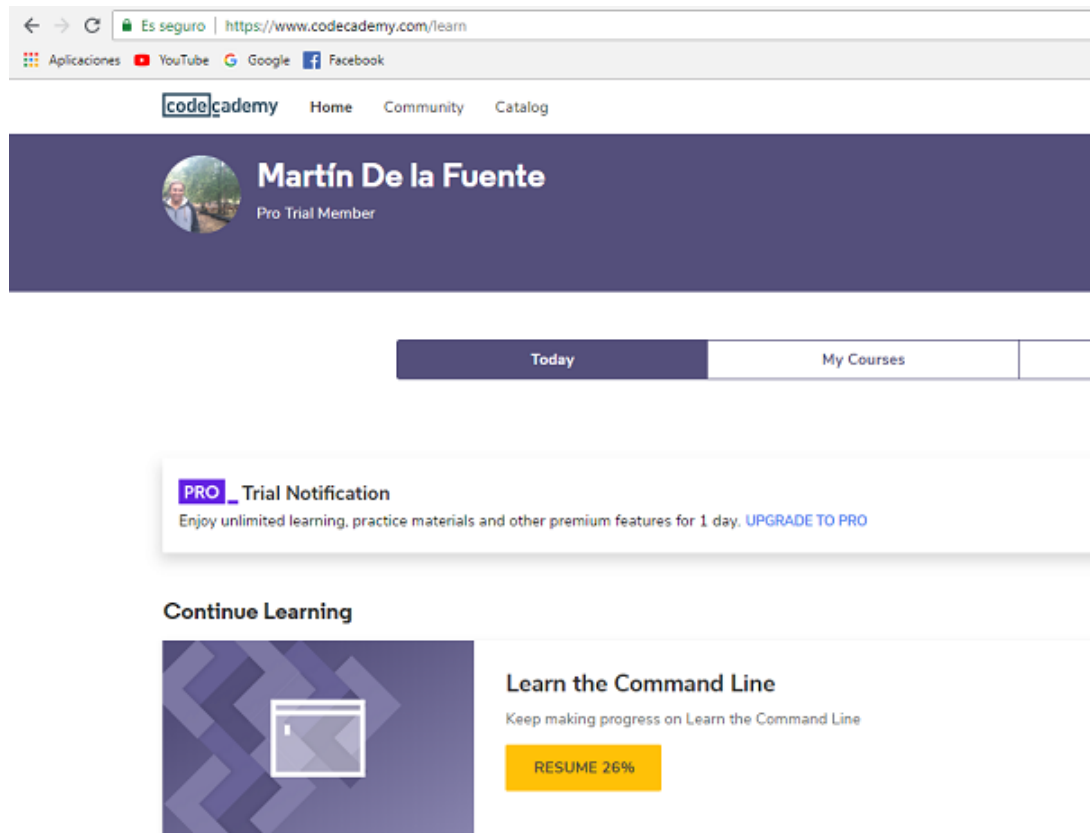 Es seguro | https://www.codecademy.com/learn
Aplicaciones YouTube G Google f Facebook
codecademy Home Community Catalog
Martín De la Fuente
Pro Trial Member
Today My Courses
PRO_ Trial Notification
Enjoy unlimited learning, practice materials and other premium features for 1 day. UPGRADE TO PRO
Continue Learning
Learn the Command Line
Keep making progress on Learn the Command Line
RESUME 26%